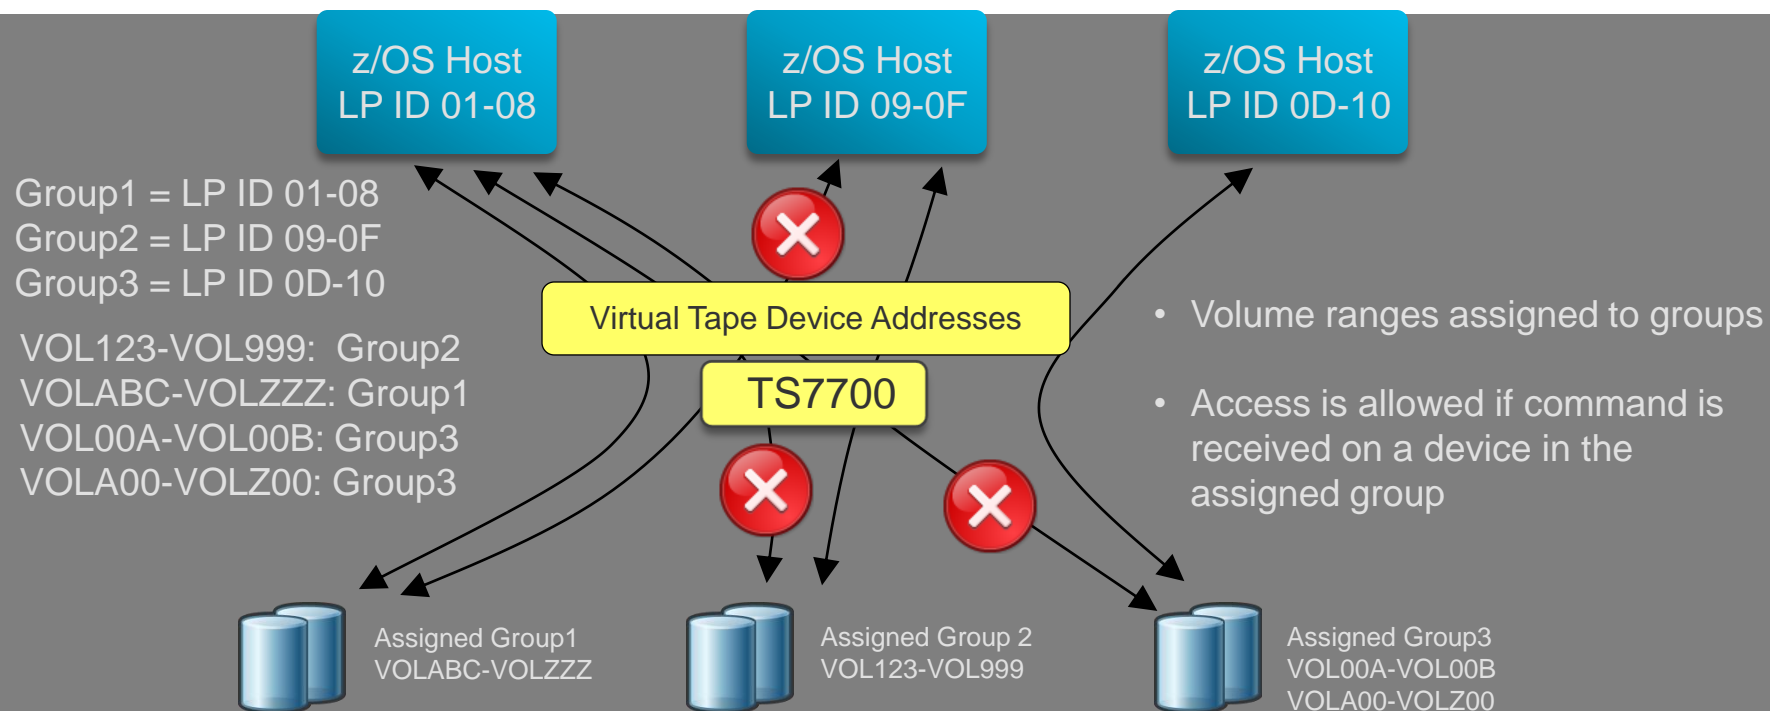 z/OS Host
LP ID 01-08
z/OS Host
LP ID 09-0F
z/OS Host
LP ID 0D-10
Group1 = LP ID 01-08
Group2 = LP ID 09-0F
Group3 = LP ID 0D-10
VOL123-VOL999: Group2
VOLABC-VOLZZZ: Group1
VOL00A-VOL00B: Group3
VOLA00-VOLZ00: Group3
Virtual Tape Device Addresses
TS7700
• Volume ranges assigned to groups
• Access is allowed if command is
received on a device in the
assigned group
Assigned Group1
VOLABC-VOLZZZ
Assigned Group 2
VOL123-VOL999
Assigned Group3
VOL00A-VOL00B
VOLA00-VOLZ00